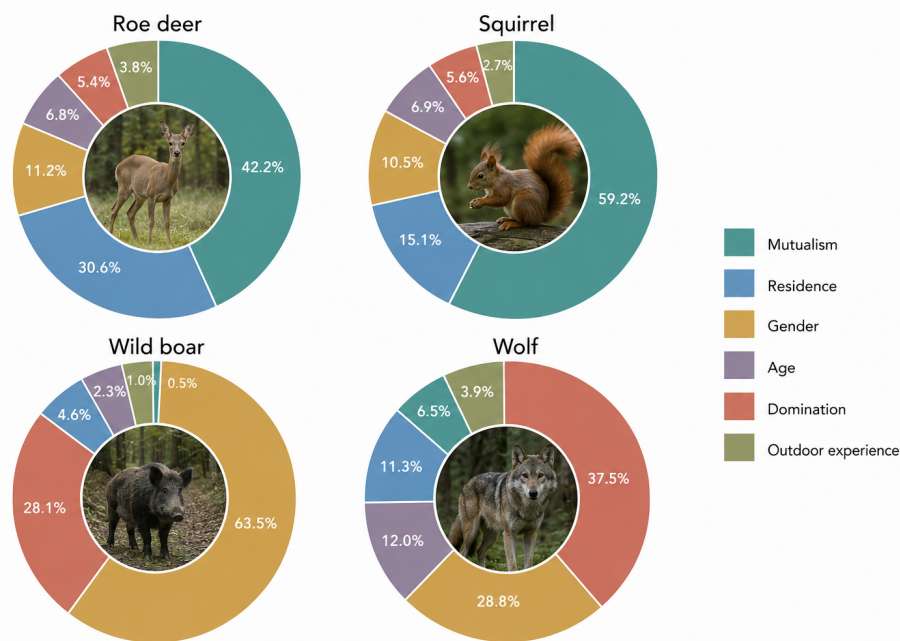 Roe deer
3.8%
5.4%
6.8%
11.2%
42.2%
30.6%
Squirrel
2.7%
5.6%
6.9%
10.5%
59.2%
15.1%
Mutualism
Residence
Gender
Age
Domination
Outdoor experience
Wild boar
1.0%
0.5%
2.3%
4.6%
28.1%
63.5%
Wolf
3.9%
6.5%
11.3%
37.5%
12.0%
28.8%